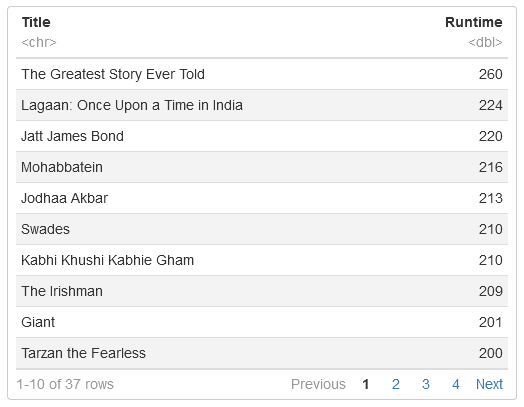 Title Runtime
<chr> <dbl>
The Greatest Story Ever Told 260
Lagaan: Once Upon a Time in India 224
Jatt James Bond 220
Mohabbatein 216
Jodhaa Akbar 213
Swades 210
Kabhi Khushi Kabhie Gham 210
The Irishman 209
Giant 201
Tarzan the Fearless 200
1-10 of 37 rows Previous 1 2 3 4 Next